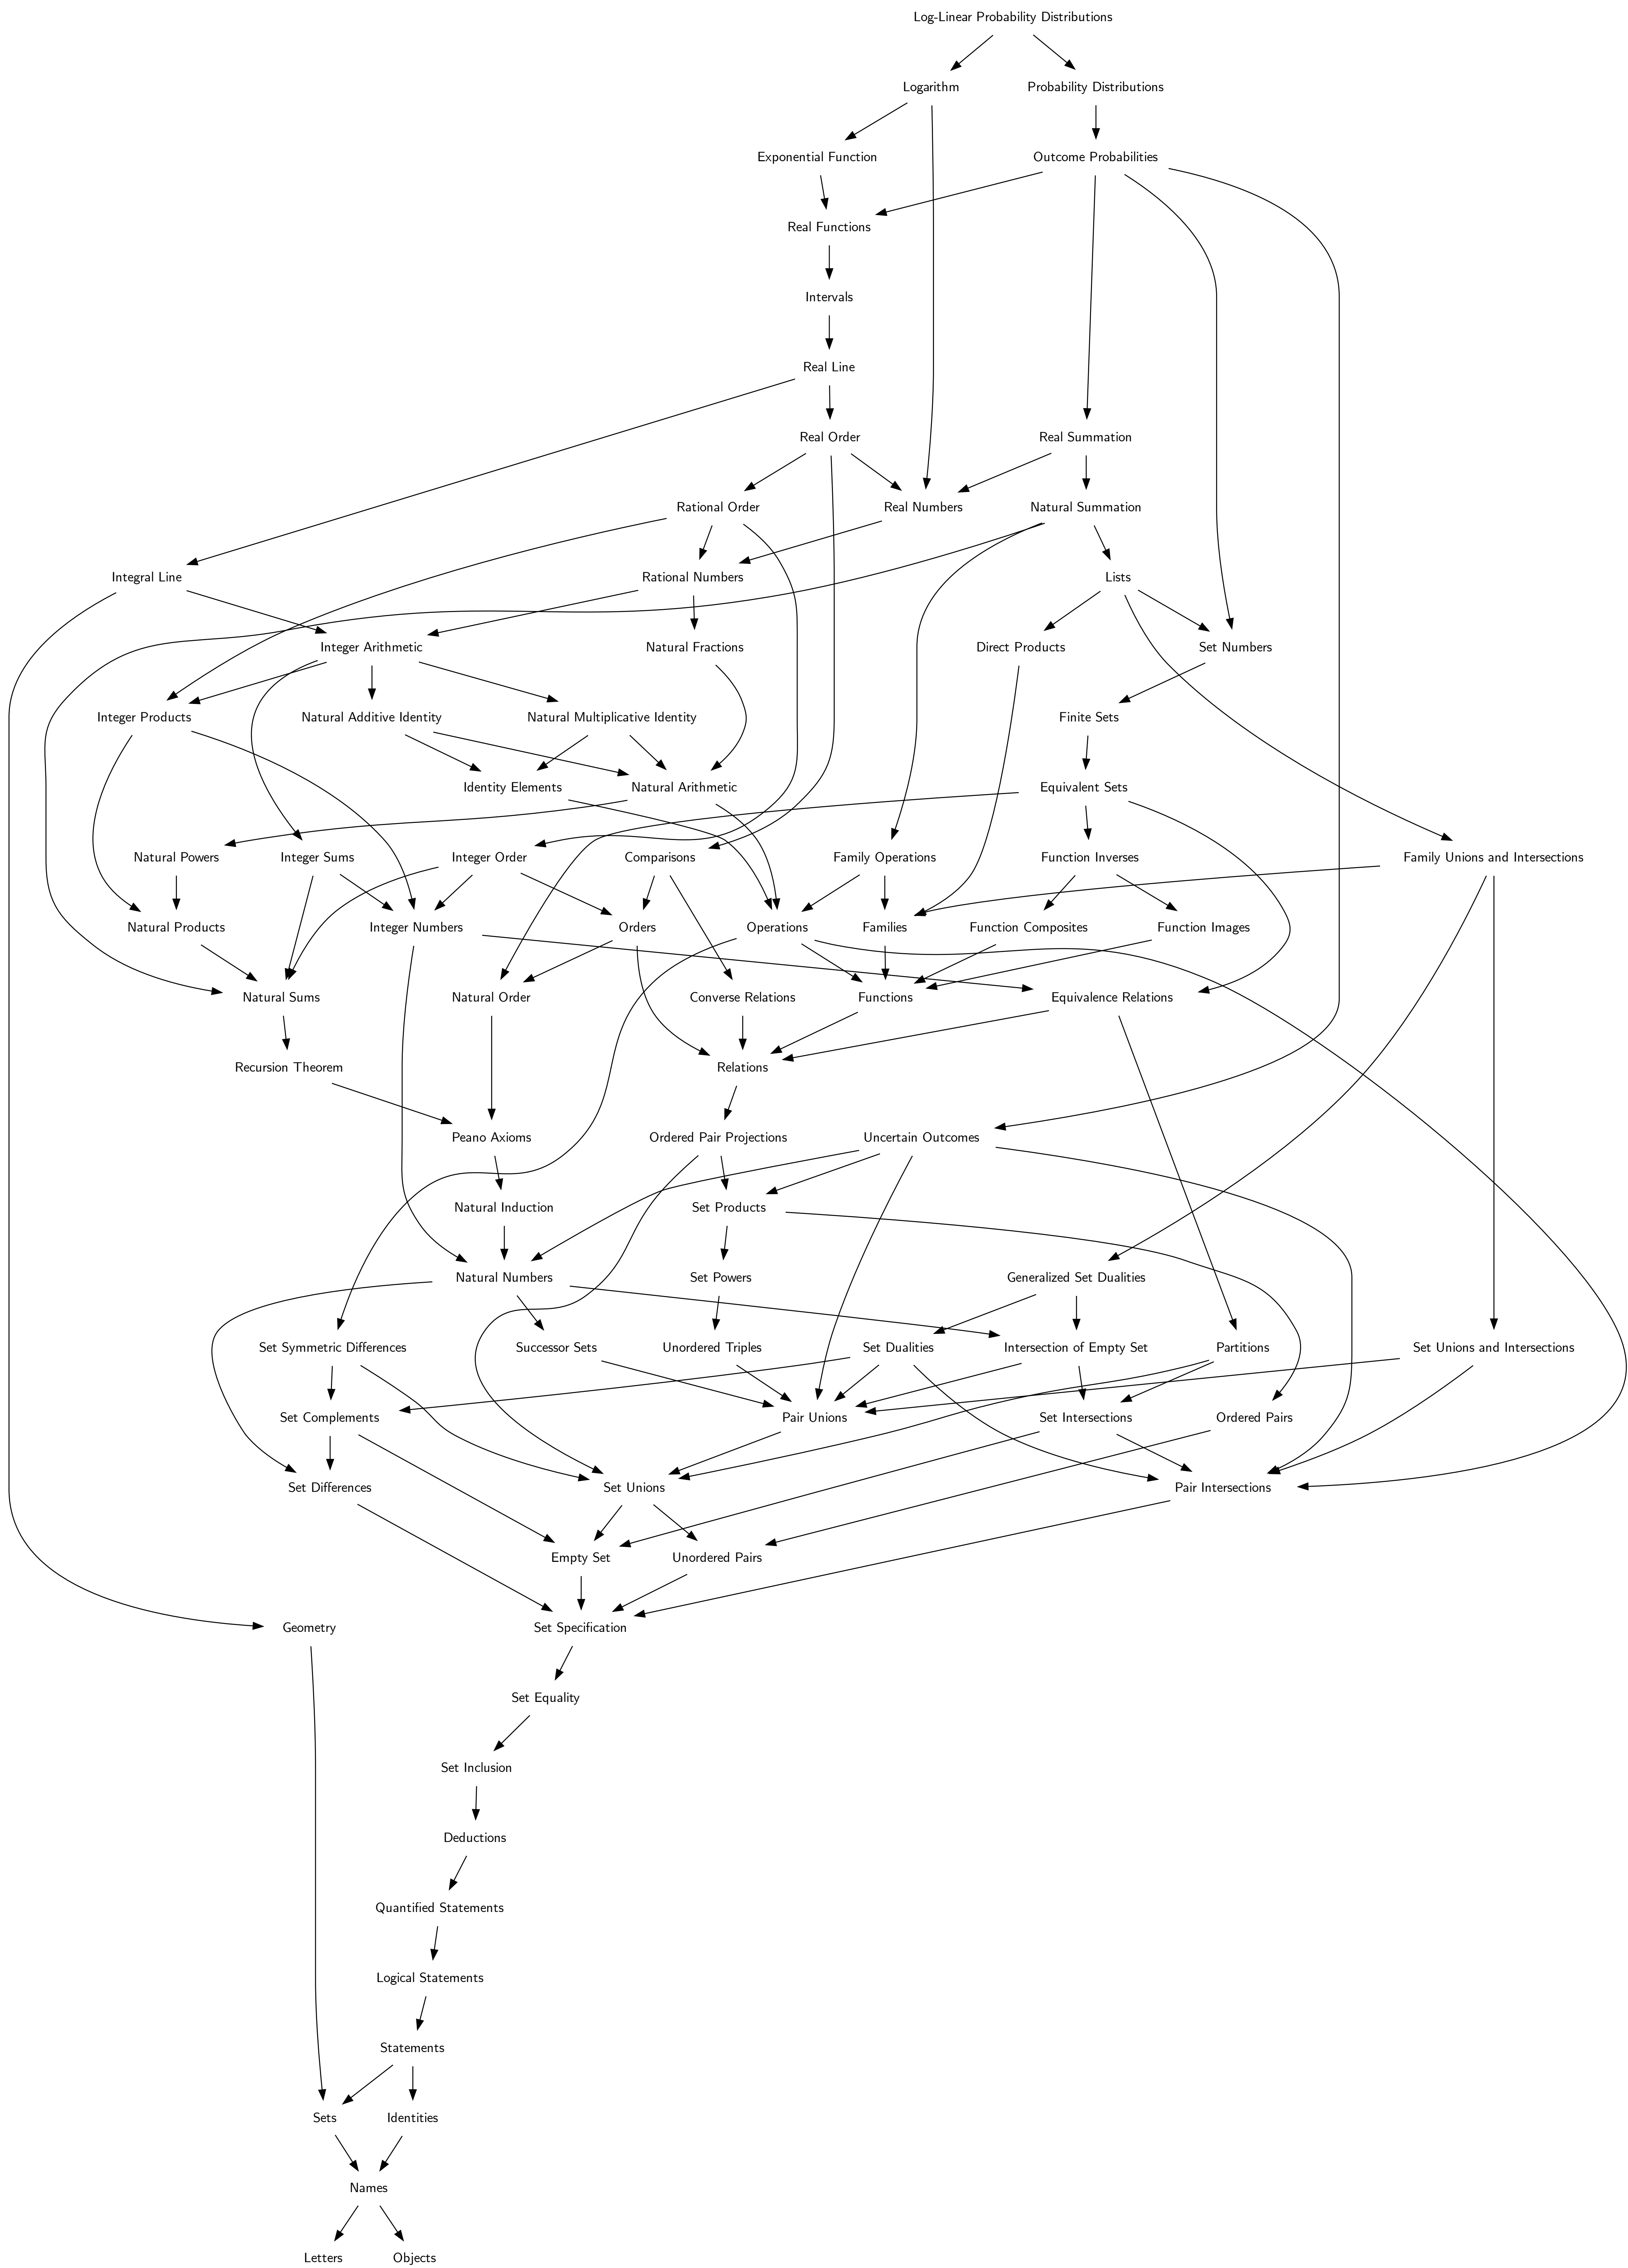 Log-Linear Probability Distributions
Logarithm
Probability Distributions
Exponential Function
Outcome Probabilities
Real Functions
Intervals
Real Line
Real Order
Real Summation
Rational Order
Real Numbers
Natural Summation
Integral Line
Rational Numbers
Lists
Integer Arithmetic
Natural Fractions
Direct Products
Set Numbers
Integer Products
Natural Additive Identity
Natural Multiplicative Identity
Finite Sets
Identity Elements
Natural Arithmetic
Equivalent Sets
Natural Powers
Integer Sums
Integer Order
Comparisons
Family Operations
Function Inverses
Family Unions and Intersections
Natural Products
Integer Numbers
Orders
Operations
Families
Function Composites
Function Images
Natural Sums
Natural Order
Converse Relations
Functions
Equivalence Relations
Recursion Theorem
Relations
Peano Axioms
Ordered Pair Projections
Uncertain Outcomes
Natural Induction
Set Products
Natural Numbers
Set Powers
Generalized Set Dualities
Set Symmetric Differences
Successor Sets
Unordered Triples
Set Dualities
Intersection of Empty Set
Partitions
Set Unions and Intersections
Set Complements
Pair Unions
Set Intersections
Ordered Pairs
Set Differences
Set Unions
Pair Intersections
Empty Set
Unordered Pairs
Geometry
Set Specification
Set Equality
Set Inclusion
Deductions
Quantified Statements
Logical Statements
Statements
Sets
Identities
Names
Letters
Objects